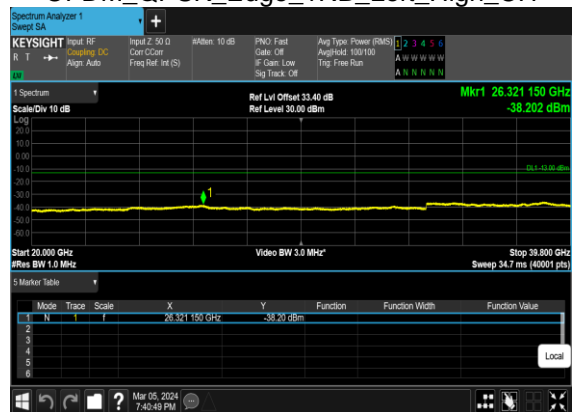 Spectrum Analyzer 1
Swept SA
+
KEYSIGHT
R T
LW
Input: RF
Coupling: DC
Align: Auto
Input Z: 50 Ω
Corr CCorr
Freq Ref: Int (S)
#Atten: 10 dB
PNO: Fast
Gate: Off
IF Gain: Low
Sig Track: Off
Avg Type: Power (RMS)
Avg|Hold: 100/100
Trig: Free Run
1 2 3 4 5 6
A W W W W W
A N N N N N
1 Spectrum
Scale/Div 10 dB
Log
Ref Lvl Offset 33.40 dB
Ref Level 30.00 dBm
Mkr1 26.321 150 GHz
-38.202 dBm
20.0
10.0
0.00
-10.0
-20.0
-30.0
-40.0
-50.0
-60.0
DL1 -13.00 dBm
1
Start 20.000 GHz
#Res BW 1.0 MHz
Video BW 3.0 MHz*
Stop 39.800 GHz
Sweep 34.7 ms (40001 pts)
5 Marker Table
Mode Trace Scale X Y Function Function Width Function Value
1 N 1 f 26.321 150 GHz -38.20 dBm
2
3
4
5
6
Local
?
Mar 05, 2024
7:40:49 PM